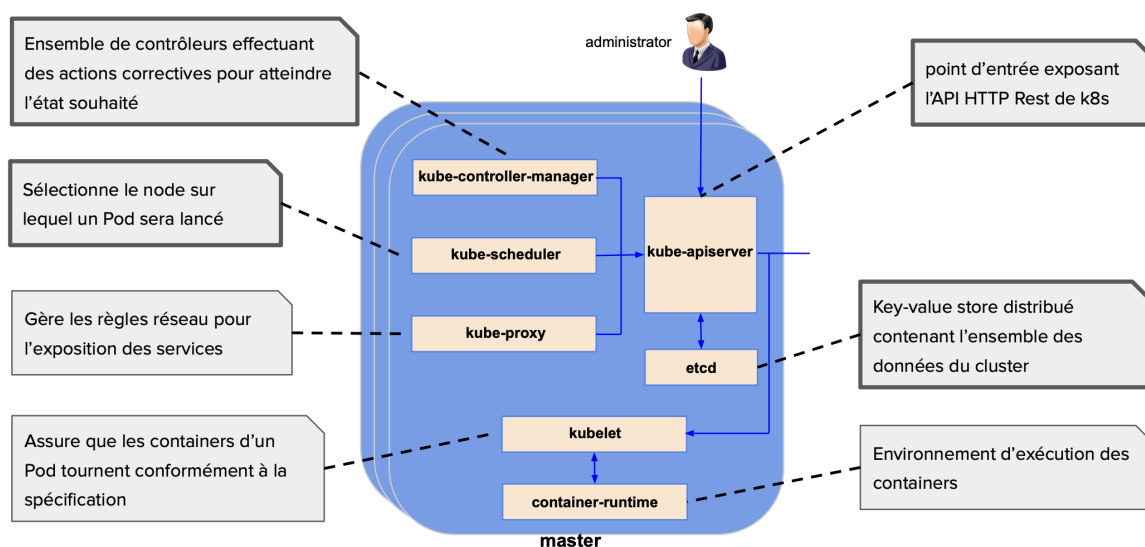 Ensemble de contrôleurs effectuant
des actions correctives pour atteindre
l'état souhaité
administrator
point d'entrée exposant
l'API HTTP Rest de k8s
kube-controller-manager
Sélectionne le node sur
lequel un Pod sera lancé
kube-scheduler
kube-apiserver
Gère les règles réseau pour
l'exposition des services
kube-proxy
etcd
Key-value store distribué
contenant l'ensemble des
données du cluster
Assure que les containers d'un
Pod tournent conformément à la
spécification
kubelet
container-runtime
Environnement d'exécution des
containers
master